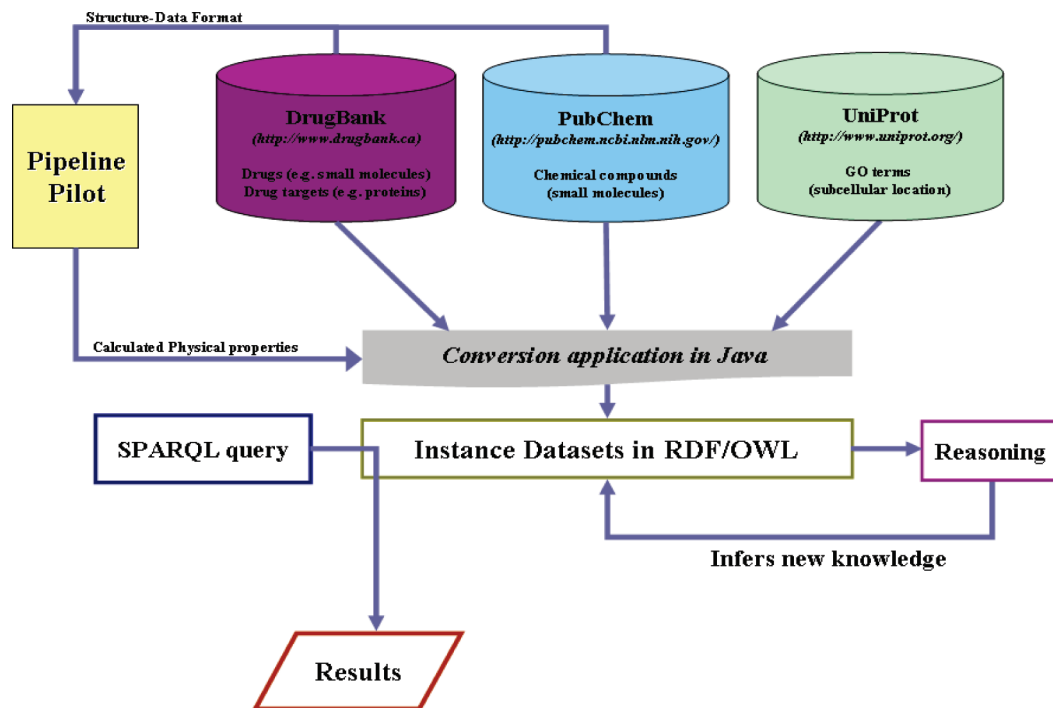 Structure-Data Format
DrugBank
(http://www.drugbank.ca)
Drugs (e.g. small molecules)
Drug targets (e.g. proteins)
PubChem
(http://pubchem.ncbi.nlm.nih.gov/)
Chemical compounds
(small molecules)
UniProt
(http://www.uniprot.org/)
GO terms
(subcellular location)
Pipeline
Pilot
Calculated Physical properties
Conversion application in Java
SPARQL query
Instance Datasets in RDF/OWL
Reasoning
Infers new knowledge
Results